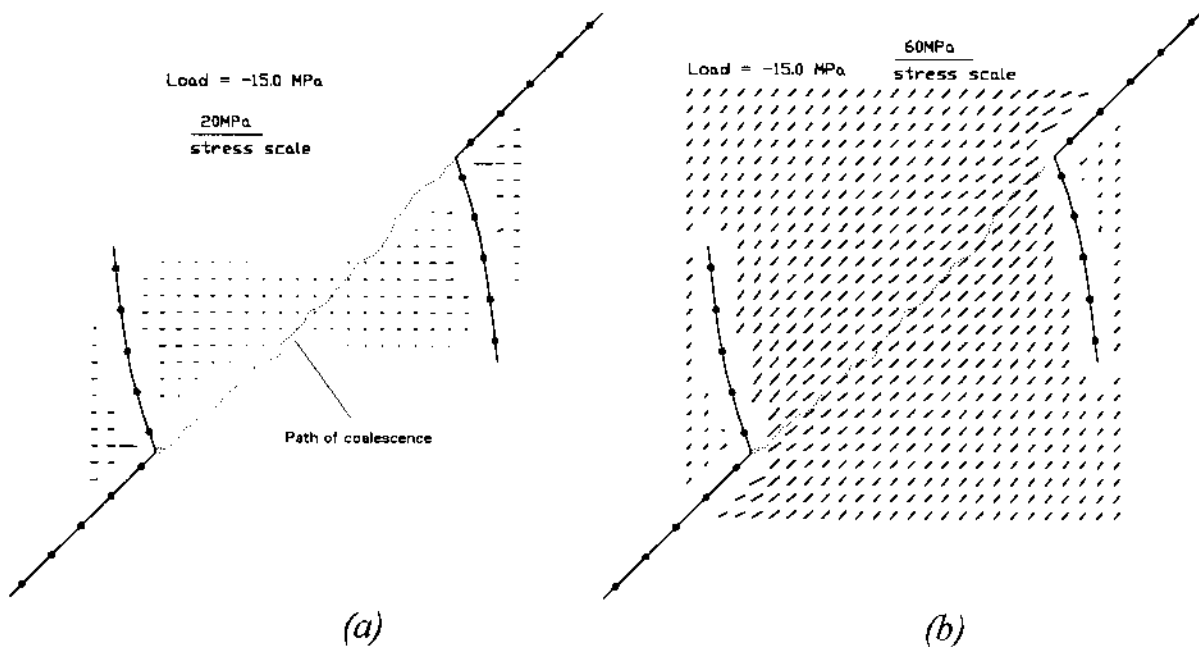 Load = -15.0 MPa
20MPa
stress scale
Path of coalescence
(a)
60MPa
Load = -15.0 MPa
stress scale
(b)